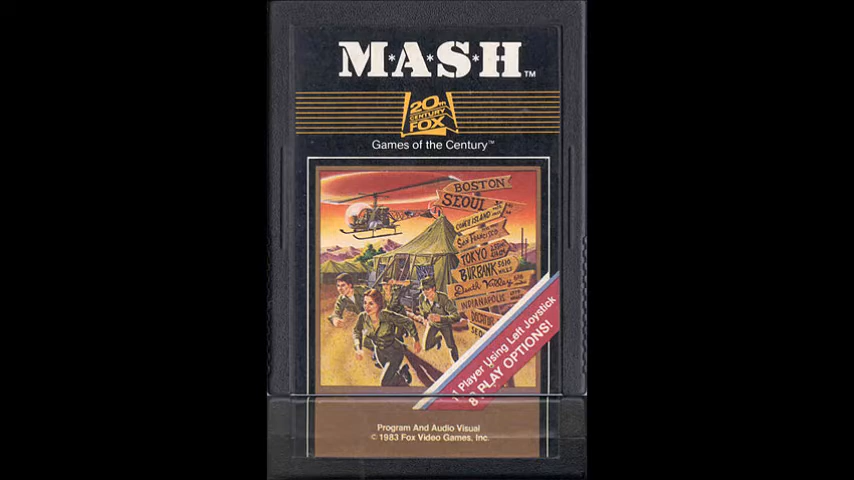 M*A*S*H™
20th
CENTURY
FOX
Games of the Century™
BOSTON
SEOUL
CONEY ISLAND
SAN FRANCISCO
TOKYO
BURBANK
Death Valley
INDIANAPOLIS
1 Player Using Left Joystick
8 PLAY OPTIONS!
Program And Audio Visual
© 1983 Fox Video Games, Inc.